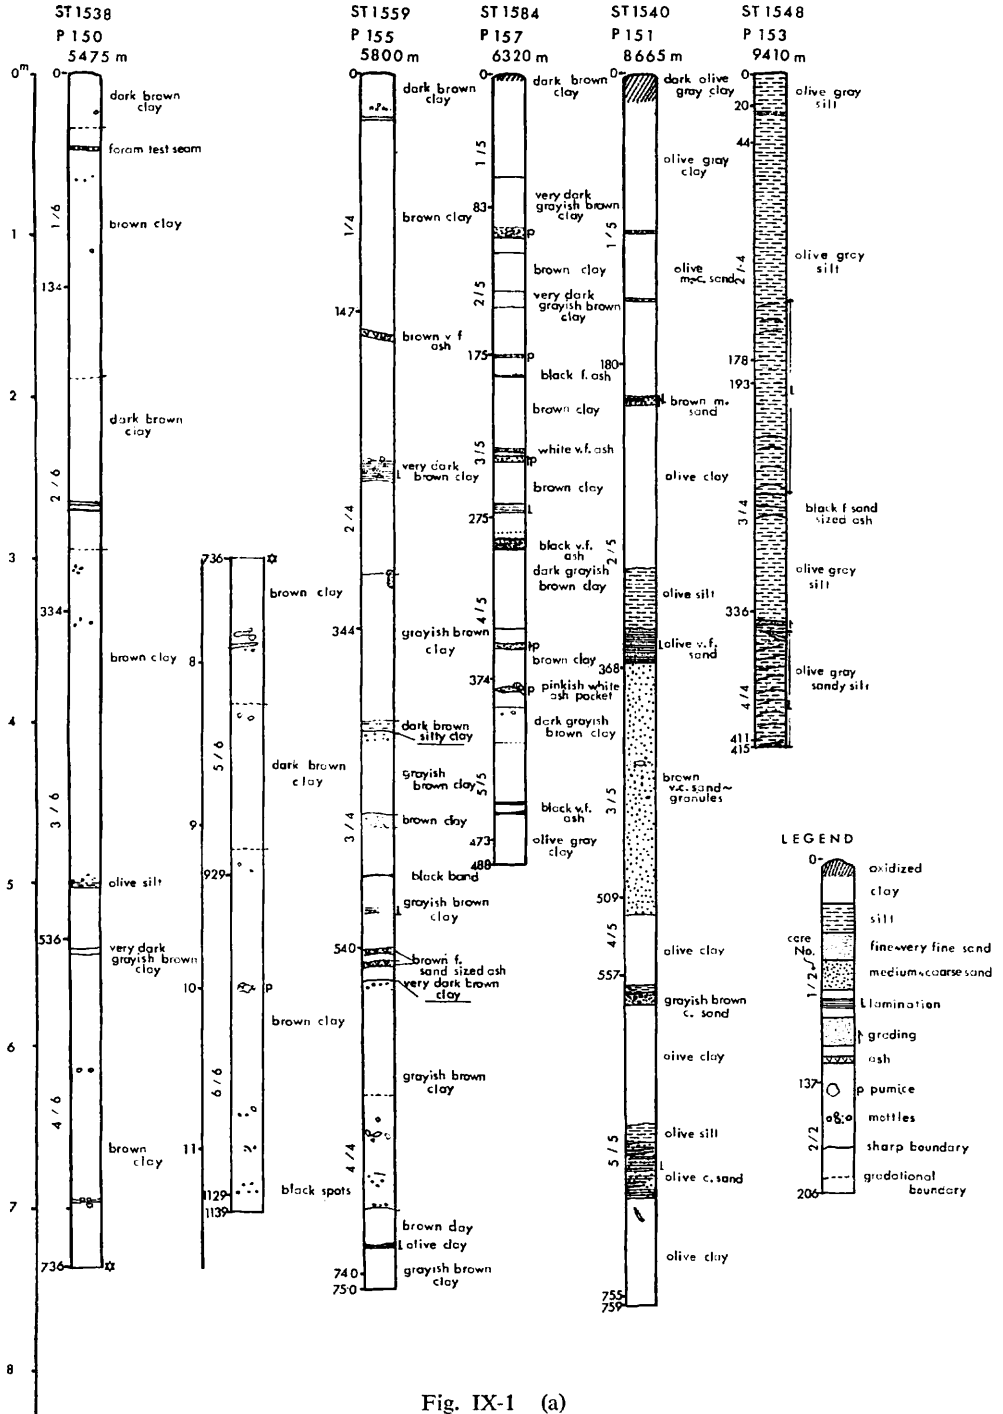 ST1538
P 150
5475 m
0
dark brown
clay
foram test seam
1/6
brown clay
134
dark brown
clay
2/6
334
brown clay
3/6
olive silt
536
very dark
grayish brown
clay
4/6
brown
clay
736
736
brown clay
8
5/6
dark brown
clay
9
929
10
p
brown clay
6/6
11
1129
black spots
1139
0m
1
2
3
4
5
6
7
8
ST1559
P 155
5800 m
0
dark brown
clay
1/4
brown clay
147
brown v f
ash
very dark
L brown clay
2/4
344
grayish brown
clay
dark brown
silty clay
grayish
brown clay
3/4
brown clay
black band
grayish brown
L clay
540
brown f.
sand sized ash
very dark brown
clay
grayish brown
clay
4/4
brown clay
L olive clay
740
grayish brown
clay
750
ST1584
P 157
6320 m
0
dark brown
clay
1/5
very dark
83
grayish brown
clay
p
brown clay
2/5
very dark
grayish brown
clay
175
p
black f. ash
brown clay
3/5
white v.f. ash
p
brown clay
L
275
black v.f.
ash
dark grayish
brown clay
4/5
p
brown clay
374
p
pinkish white
ash pocket
dark grayish
brown clay
5/5
black v.f.
ash
473
olive gray
clay
488
ST1540
P 151
8665 m
0
dark olive
gray clay
olive gray
clay
1/5
olive
m.-c. sand
180
L brown m.
sand
olive clay
2/5
olive silt
L olive v.f.
sand
368
brown
v.c. sand~
granules
3/5
509
4/5
olive clay
557
grayish brown
c. sand
olive clay
olive silt
5/5
L
olive c. sand
olive clay
755
759
ST1548
P 153
9410 m
0
olive gray
silt
20
44
olive gray
silt
2/4
178
193
L
3/4
black f sand
sized ash
olive gray
silt
336
olive gray
sandy silt
4/4
L
411
415
LEGEND
0
oxidized
clay
silt
core
No.
fine~very fine sand
1/2
medium~coarse sand
L lamination
grading
ash
137
p pumice
mottles
2/2
sharp boundary
gradational
boundary
206
Fig. IX-1 (a)